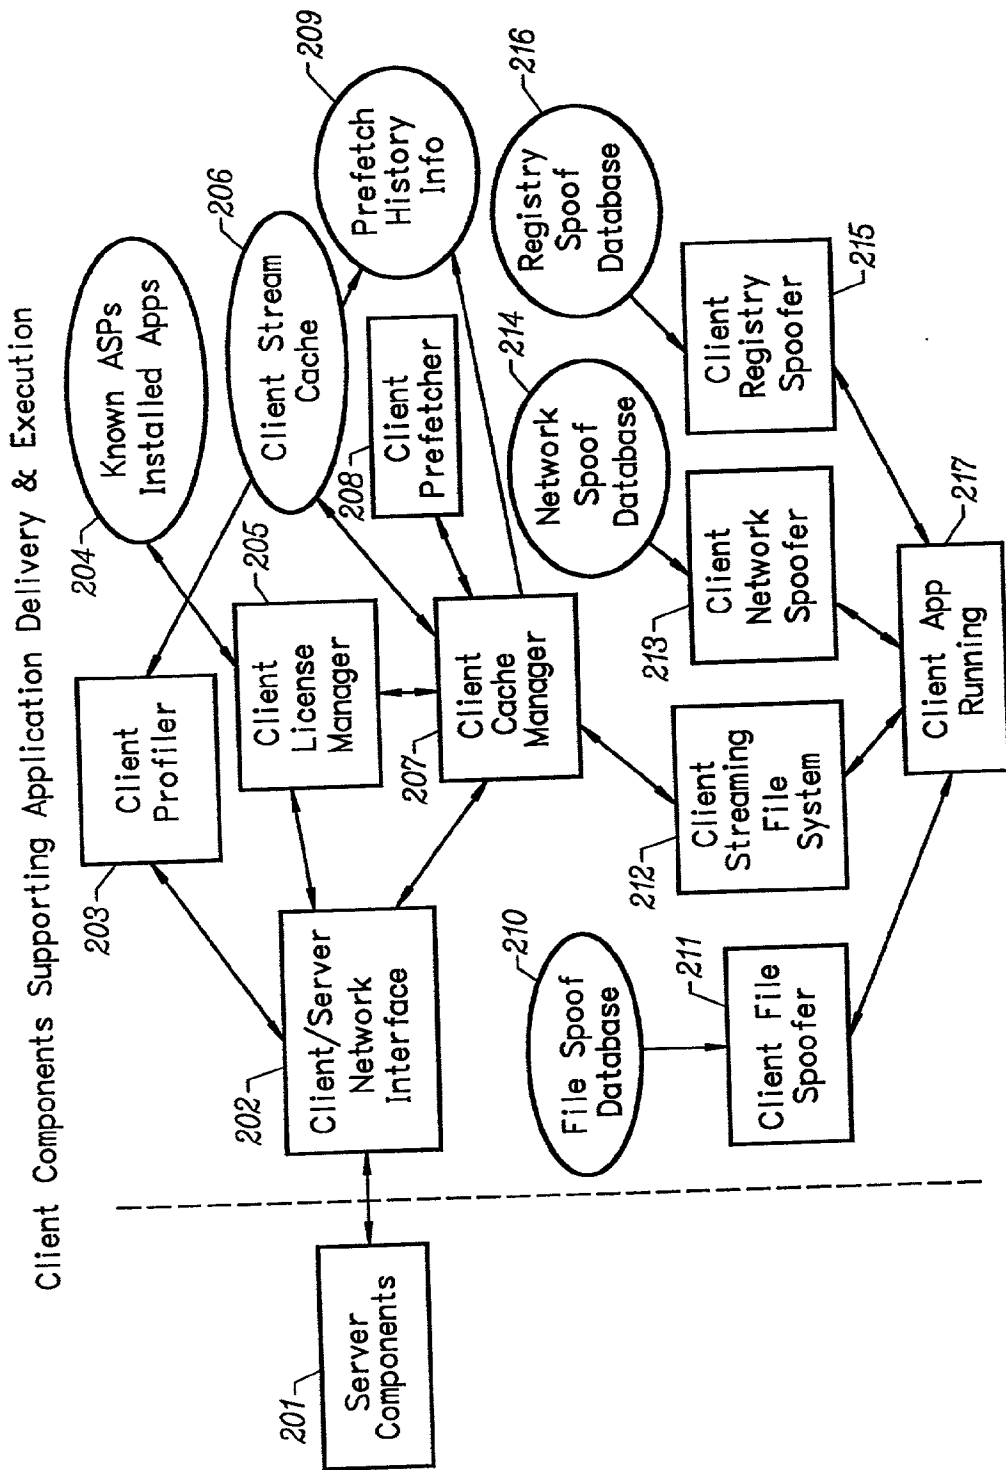 Client Components Supporting Application Delivery & Execution
201
Server
Components
202
Client/Server
Network
Interface
203
Client
Profiler
204
Known ASPs
Installed Apps
205
Client
License
Manager
206
Client Stream
Cache
207
Client
Cache
Manager
208
Client
Prefetcher
209
Prefetch
History
Info
210
File Spoof
Database
211
Client File
Spoofer
212
Client
Streaming
File
System
213
Client
Network
Spoofer
214
Network
Spoof
Database
215
Client
Registry
Spoofer
216
Registry
Spoof
Database
217
Client App
Running